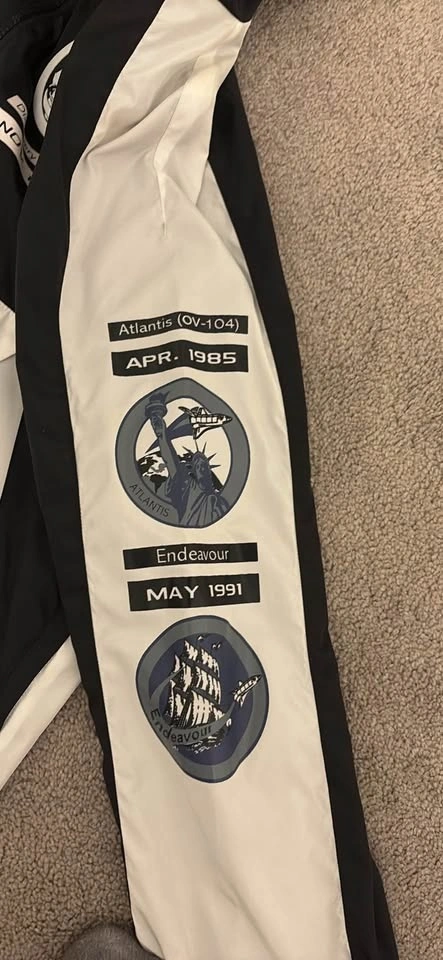 Atlantis (OV-104)
APR. 1985
ATLANTIS
Endeavour
MAY 1991
Endeavour